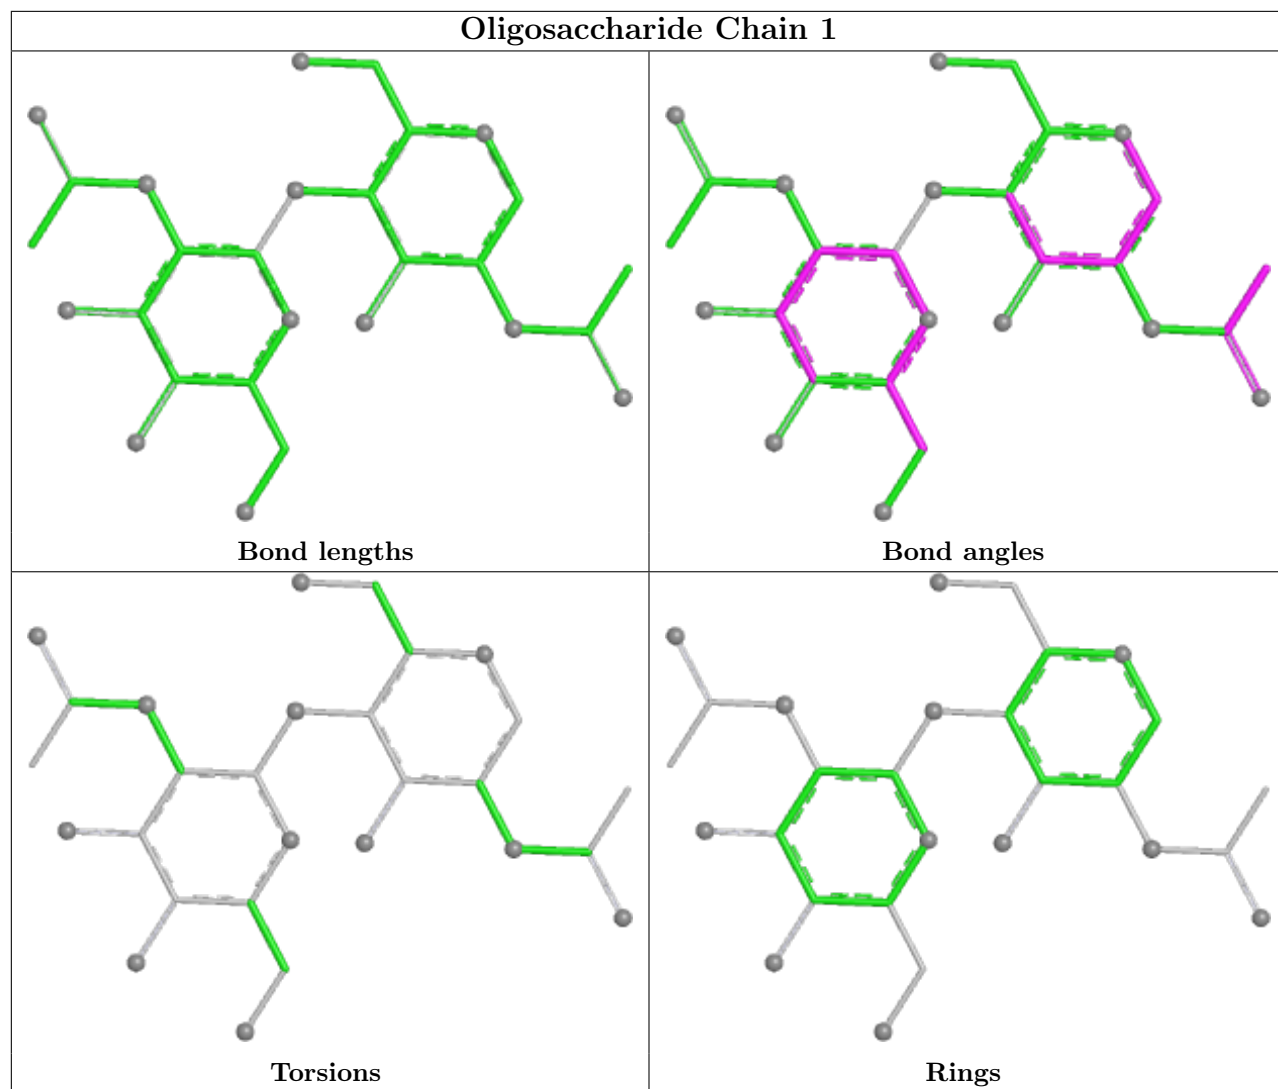 Oligosaccharide Chain 1
Bond lengths
Bond angles
Torsions
Rings